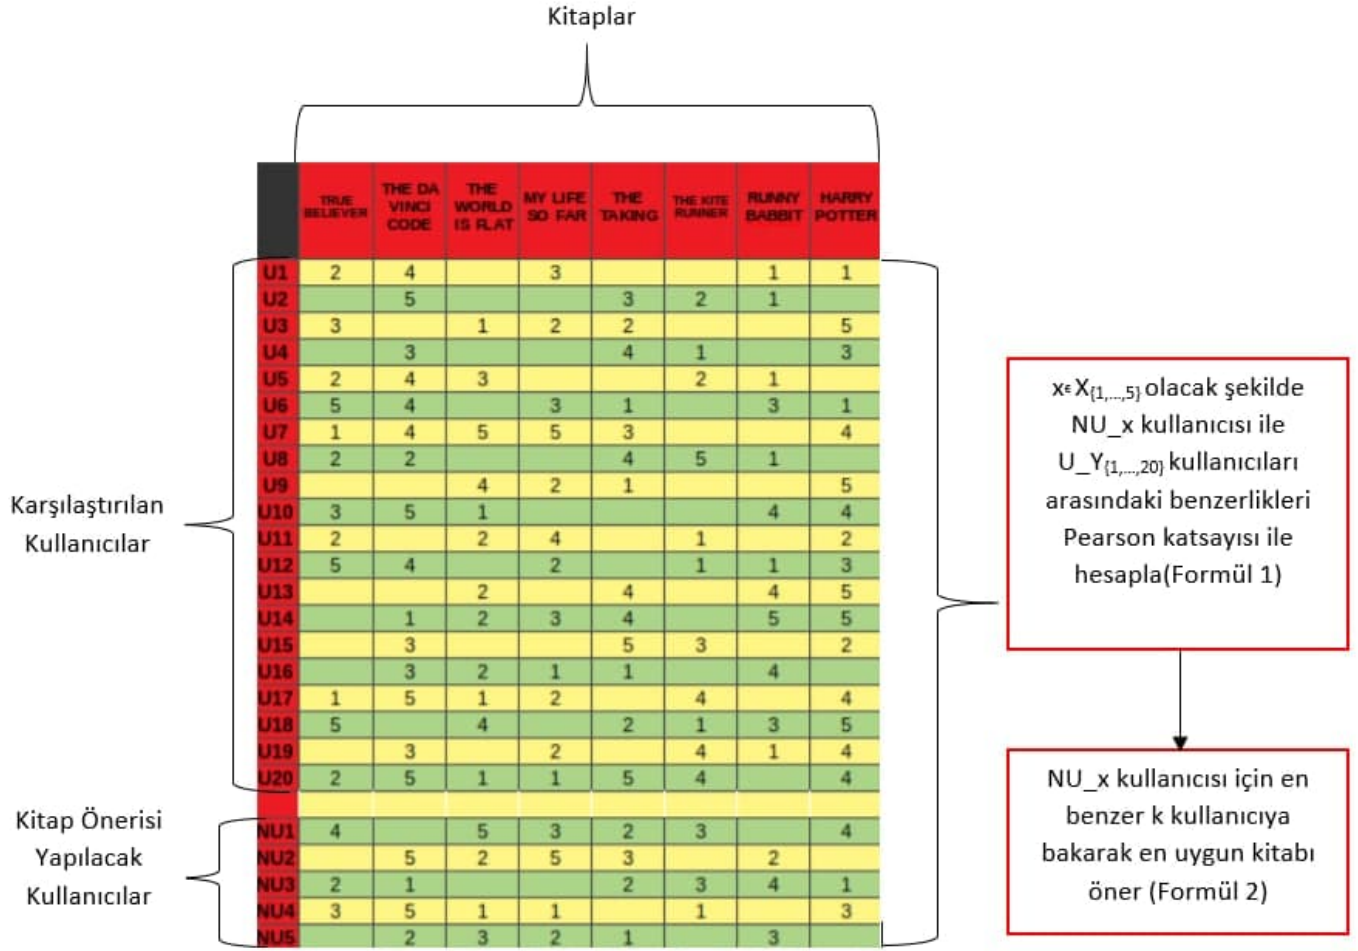 Kitaplar
TRUE BELIEVER THE DA VINCI CODE THE WORLD IS FLAT MY LIFE SO FAR THE TAKING THE KITE RUNNER RUNNY BABBIT HARRY POTTER
U1 2 4 3 1 1
U2 5 3 2 1
U3 3 1 2 2 5
U4 3 4 1 3
U5 2 4 3 2 1
U6 5 4 3 1 3 1
U7 1 4 5 5 3 4
U8 2 2 4 5 1
U9 4 2 1 5
U10 3 5 1 4 4
U11 2 2 4 1 2
U12 5 4 2 1 1 3
U13 2 4 4 5
U14 1 2 3 4 5 5
U15 3 5 3 2
U16 3 2 1 1 4
U17 1 5 1 2 4 4
U18 5 4 2 1 3 5
U19 3 2 4 1 4
U20 2 5 1 1 5 4 4
NU1 4 5 3 2 3 4
NU2 5 2 5 3 2
NU3 2 1 2 3 4 1
NU4 3 5 1 1 1 3
NU5 2 3 2 1 3
Karşılaştırılan
Kullanıcılar
Kitap Önerisi
Yapılacak
Kullanıcılar
xϵX{1,...,5} olacak şekilde
NU_x kullanıcısı ile
U_Y{1,...,20} kullanıcıları
arasındaki benzerlikleri
Pearson katsayısı ile
hesapla(Formül 1)
NU_x kullanıcısı için en
benzer k kullanıcıya
bakarak en uygun kitabı
öner (Formül 2)